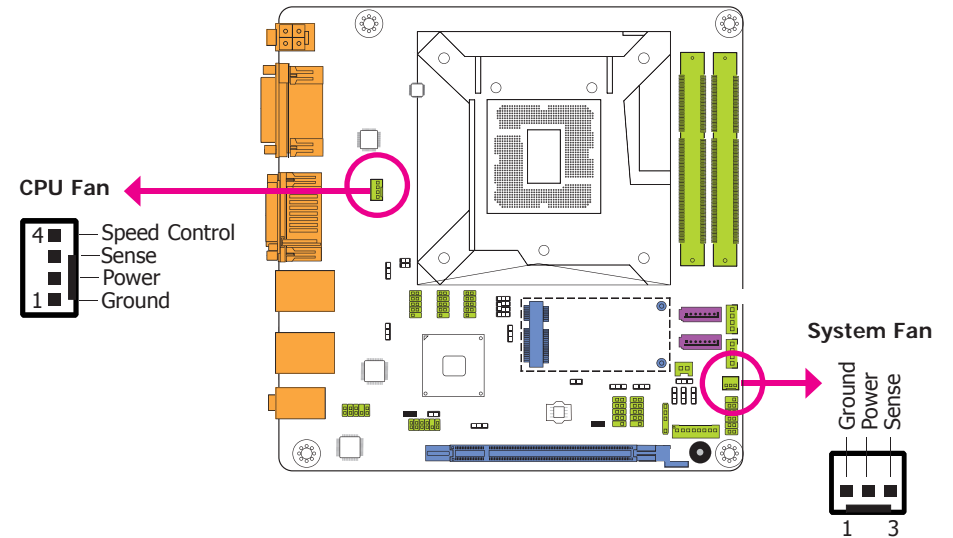 CPU Fan
4
Speed Control
Sense
Power
1
Ground
System Fan
Ground
Power
Sense
1 3